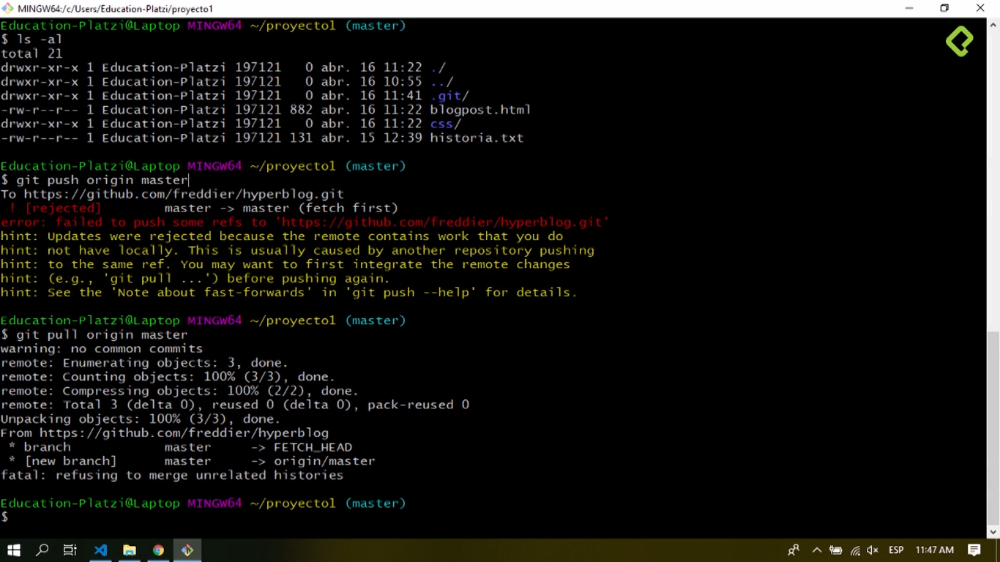 MINGW64:/c/Users/Education-Platzi/proyecto1
Education-Platzi@Laptop MINGW64 ~/proyecto1 (master)
$ ls -al
total 21
drwxr-xr-x 1 Education-Platzi 197121   0 abr. 16 11:22 ./
drwxr-xr-x 1 Education-Platzi 197121   0 abr. 16 10:55 ../
drwxr-xr-x 1 Education-Platzi 197121   0 abr. 16 11:41 .git/
-rw-r--r-- 1 Education-Platzi 197121 882 abr. 16 11:22 blogpost.html
drwxr-xr-x 1 Education-Platzi 197121   0 abr. 16 11:22 css/
-rw-r--r-- 1 Education-Platzi 197121 131 abr. 15 12:39 historia.txt
Education-Platzi@Laptop MINGW64 ~/proyecto1 (master)
$ git push origin master
To https://github.com/freddier/hyperblog.git
 ! [rejected]        master -> master (fetch first)
error: failed to push some refs to 'https://github.com/freddier/hyperblog.git'
hint: Updates were rejected because the remote contains work that you do
hint: not have locally. This is usually caused by another repository pushing
hint: to the same ref. You may want to first integrate the remote changes
hint: (e.g., 'git pull ...') before pushing again.
hint: See the 'Note about fast-forwards' in 'git push --help' for details.
Education-Platzi@Laptop MINGW64 ~/proyecto1 (master)
$ git pull origin master
warning: no common commits
remote: Enumerating objects: 3, done.
remote: Counting objects: 100% (3/3), done.
remote: Compressing objects: 100% (2/2), done.
remote: Total 3 (delta 0), reused 0 (delta 0), pack-reused 0
Unpacking objects: 100% (3/3), done.
From https://github.com/freddier/hyperblog
 * branch            master     -> FETCH_HEAD
 * [new branch]      master     -> origin/master
fatal: refusing to merge unrelated histories
Education-Platzi@Laptop MINGW64 ~/proyecto1 (master)
$
ESP 11:47 AM